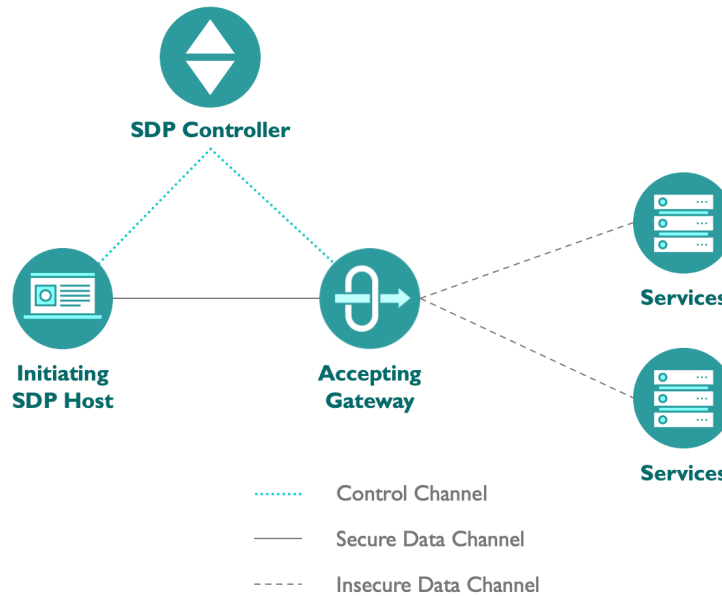 SDP Controller
Initiating
SDP Host
Accepting
Gateway
Services
Services
Control Channel
Secure Data Channel
Insecure Data Channel